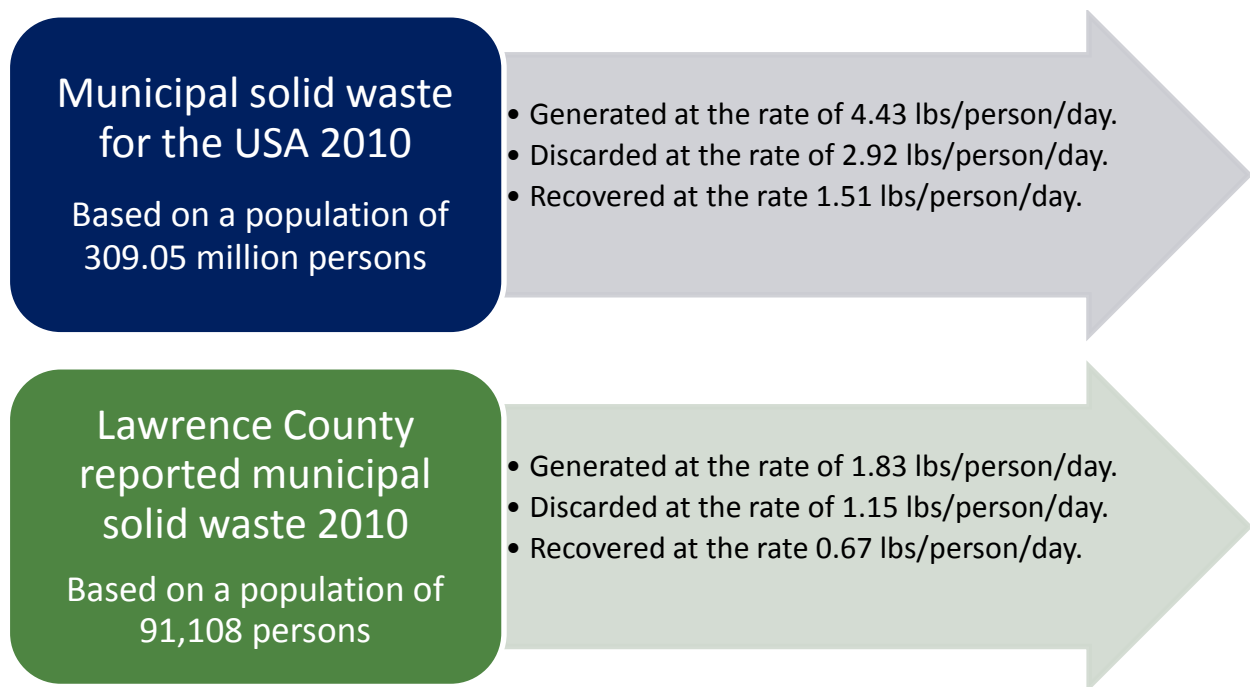 Municipal solid waste
for the USA 2010
Based on a population of
309.05 million persons
• Generated at the rate of 4.43 lbs/person/day.
• Discarded at the rate of 2.92 lbs/person/day.
• Recovered at the rate 1.51 lbs/person/day.
Lawrence County
reported municipal
solid waste 2010
Based on a population of
91,108 persons
• Generated at the rate of 1.83 lbs/person/day.
• Discarded at the rate of 1.15 lbs/person/day.
• Recovered at the rate 0.67 lbs/person/day.